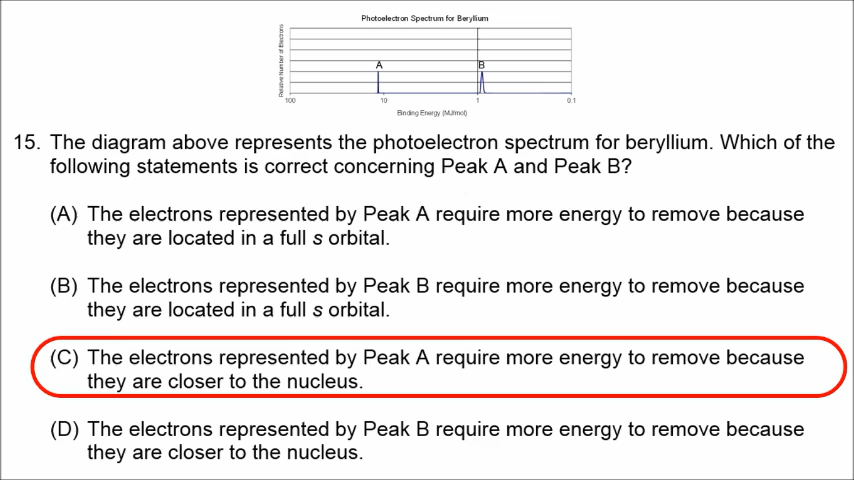 Photoelectron Spectrum for Beryllium
Relative Number of Electrons
A
B
100
10
1
0.1
Binding Energy (MJ/mol)
15. The diagram above represents the photoelectron spectrum for beryllium. Which of the
following statements is correct concerning Peak A and Peak B?
(A) The electrons represented by Peak A require more energy to remove because
they are located in a full s orbital.
(B) The electrons represented by Peak B require more energy to remove because
they are located in a full s orbital.
(C) The electrons represented by Peak A require more energy to remove because
they are closer to the nucleus.
(D) The electrons represented by Peak B require more energy to remove because
they are closer to the nucleus.